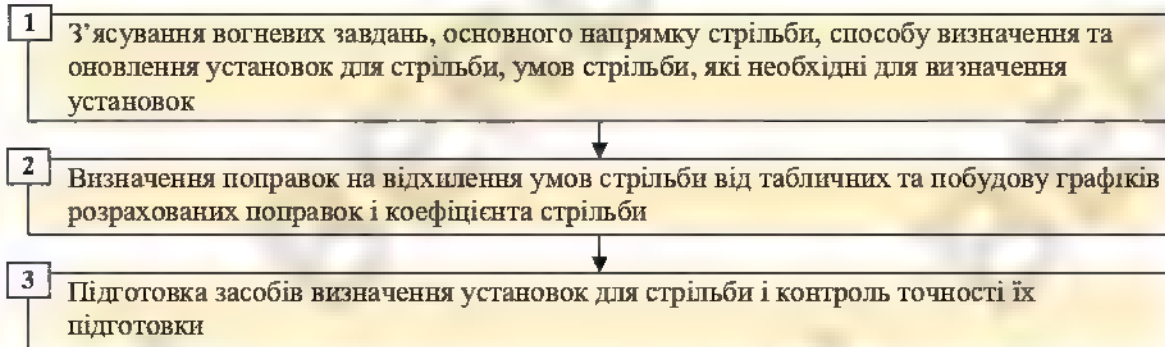 1
З’ясування вогневих завдань, основного напрямку стрільби, способу визначення та
оновлення установок для стрільби, умов стрільби, які необхідні для визначення
установок
2
Визначення поправок на відхилення умов стрільби від табличних та побудову графіків
розрахованих поправок і коефіцієнта стрільби
3
Підготовка засобів визначення установок для стрільби і контроль точності їх
підготовки